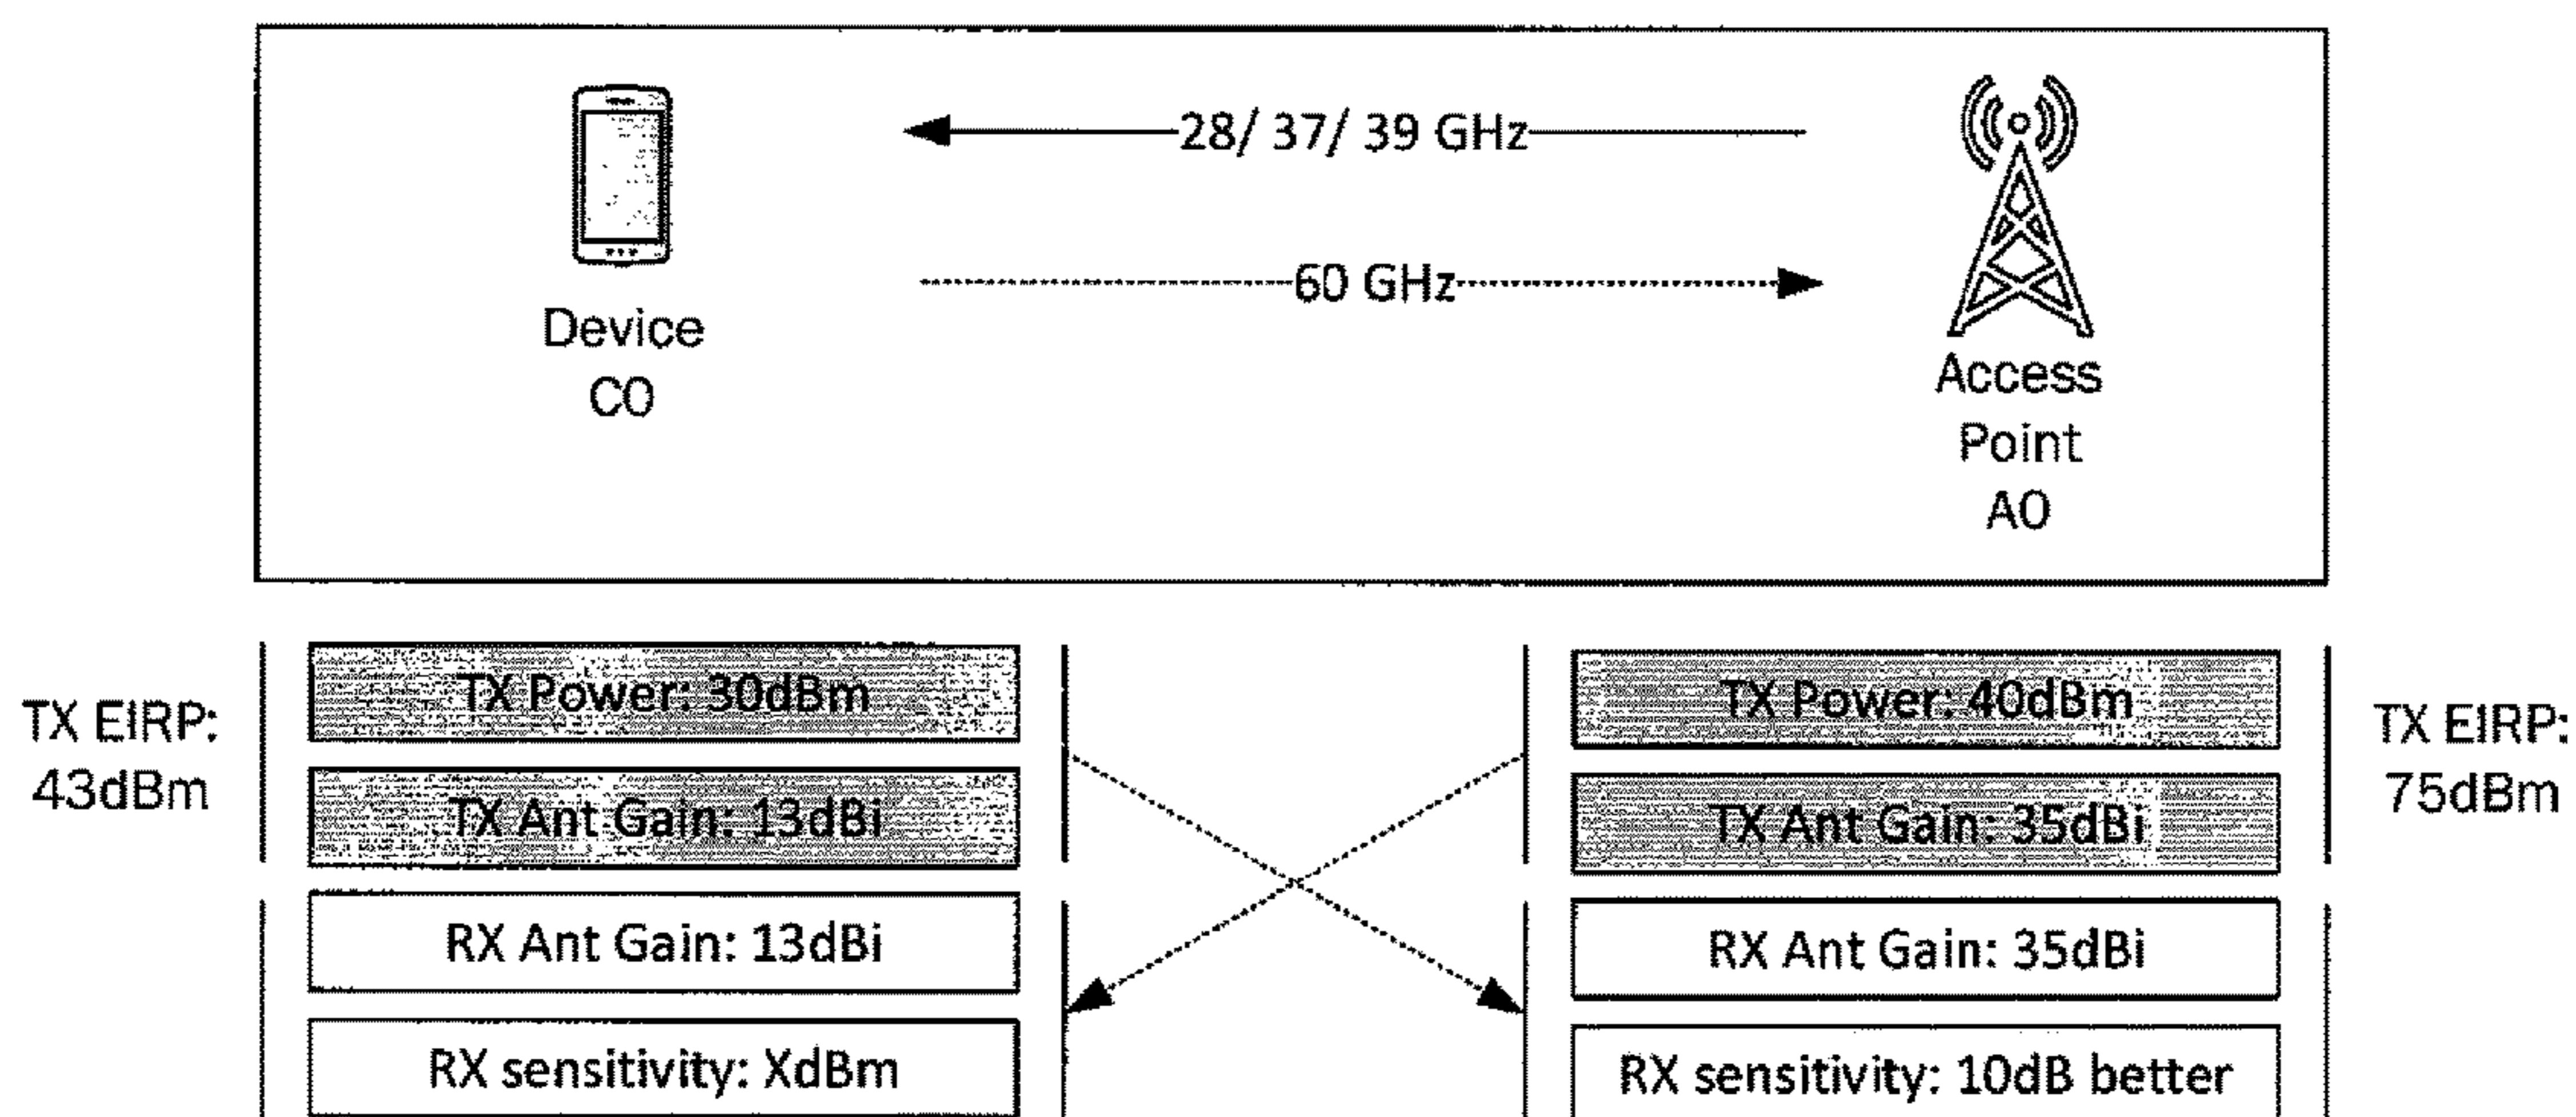 28/ 37/ 39 GHz
60 GHz
Device
C0
Access
Point
A0
TX EIRP:
43dBm
TX Power: 30dBm
TX Ant Gain: 13dBi
RX Ant Gain: 13dBi
RX sensitivity: XdBm
TX Power: 40dBm
TX Ant Gain: 35dBi
RX Ant Gain: 35dBi
RX sensitivity: 10dB better
TX EIRP:
75dBm